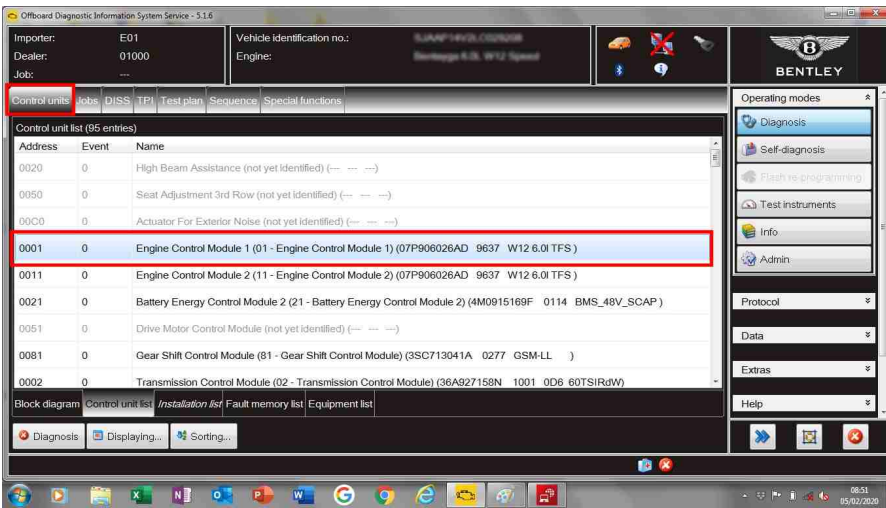 Offboard Diagnostic Information System Service - 5.1.6
Importer: E01
Dealer: 01000
Job: ---
Vehicle identification no.:
Engine: Bentayga 6.0L W12 Speed
BENTLEY
Control units Jobs DISS TPI Test plan Sequence Special functions
Control unit list (95 entries)
Address Event Name
0020 0 High Beam Assistance (not yet identified) (--- --- ---)
0050 0 Seat Adjustment 3rd Row (not yet identified) (--- --- ---)
00C0 0 Actuator For Exterior Noise (not yet identified) (--- --- ---)
0001 0 Engine Control Module 1 (01 - Engine Control Module 1) (07P906026AD 9637 W12 6.0l TFS )
0011 0 Engine Control Module 2 (11 - Engine Control Module 2) (07P906026AD 9637 W12 6.0l TFS )
0021 0 Battery Energy Control Module 2 (21 - Battery Energy Control Module 2) (4M0915169F 0114 BMS_48V_SCAP )
0051 0 Drive Motor Control Module (not yet identified) (--- --- ---)
0081 0 Gear Shift Control Module (81 - Gear Shift Control Module) (3SC713041A 0277 GSM-LL )
0002 0 Transmission Control Module (02 - Transmission Control Module) (36A927158N 1001 0D6 60TSIRdW)
Block diagram Control unit list Installation list Fault memory list Equipment list
Diagnosis Displaying... Sorting...
Operating modes
Diagnosis
Self-diagnosis
Flash re-programming
Test instruments
Info
Admin
Protocol
Data
Extras
Help
08:51
05/02/2020